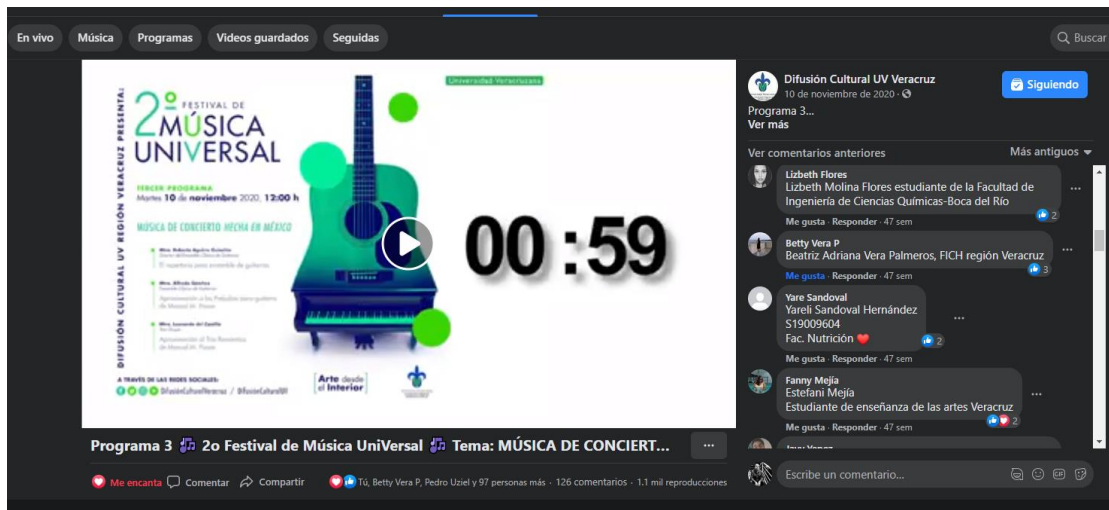 En vivo
Música
Programas
Videos guardados
Seguidas
Buscar
DIFUSIÓN CULTURAL UV REGIÓN VERACRUZ PRESENTA:
2º FESTIVAL DE
MÚSICA
UNIVERSAL
TERCER PROGRAMA
Martes 10 de noviembre 2020, 12:00 h
MÚSICA DE CONCIERTO HECHA EN MÉXICO
A TRAVÉS DE LAS REDES SOCIALES:
Arte desde
el Interior
Universidad Veracruzana
00 :59
Programa 3 2o Festival de Música UniVersal Tema: MÚSICA DE CONCIERT...
Me encanta Comentar Compartir
Tú, Betty Vera P, Pedro Uziel y 97 personas más · 126 comentarios · 1.1 mil reproducciones
Difusión Cultural UV Veracruz
10 de noviembre de 2020 ·
Siguiendo
Programa 3...
Ver más
Ver comentarios anteriores
Más antiguos
Lizbeth Flores
Lizbeth Molina Flores estudiante de la Facultad de
Ingeniería de Ciencias Químicas-Boca del Río
2
Me gusta · Responder · 47 sem
Betty Vera P
Beatriz Adriana Vera Palmeros, FICH región Veracruz
3
Me gusta · Responder · 47 sem
Yare Sandoval
Yareli Sandoval Hernández
S19009604
Fac. Nutrición ❤️
2
Me gusta · Responder · 47 sem
Fanny Mejía
Estefani Mejía
Estudiante de enseñanza de las artes Veracruz
2
Me gusta · Responder · 47 sem
Escribe un comentario...
GIF